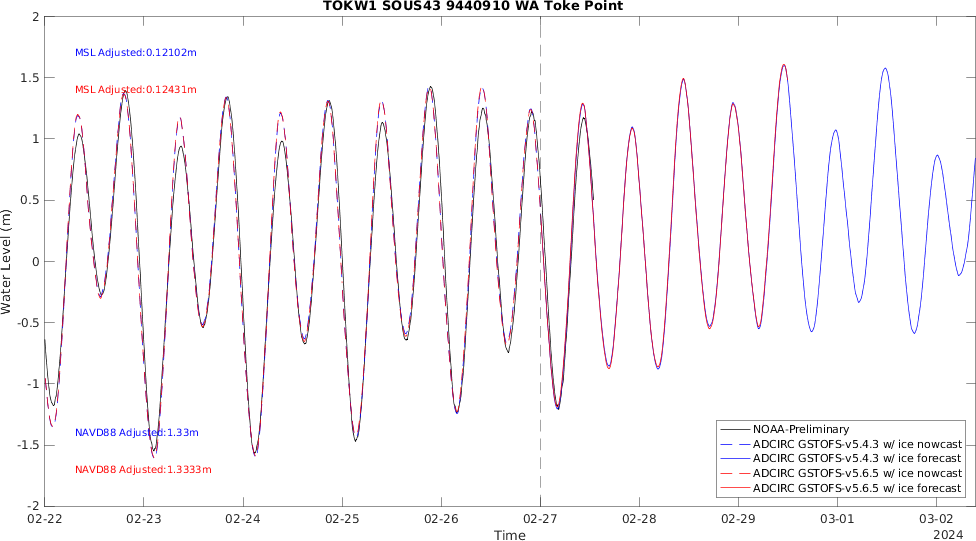 TOKW1 SOUS43 9440910 WA Toke Point
2
1.5
1
0.5
0
-0.5
-1
-1.5
-2
Water Level (m)
MSL Adjusted:0.12102m
MSL Adjusted:0.12431m
NAVD88 Adjusted:1.33m
NAVD88 Adjusted:1.3333m
NOAA-Preliminary
ADCIRC GSTOFS-v5.4.3 w/ ice nowcast
ADCIRC GSTOFS-v5.4.3 w/ ice forecast
ADCIRC GSTOFS-v5.6.5 w/ ice nowcast
ADCIRC GSTOFS-v5.6.5 w/ ice forecast
02-22 02-23 02-24 02-25 02-26 02-27 02-28 02-29 03-01 03-02
Time
2024